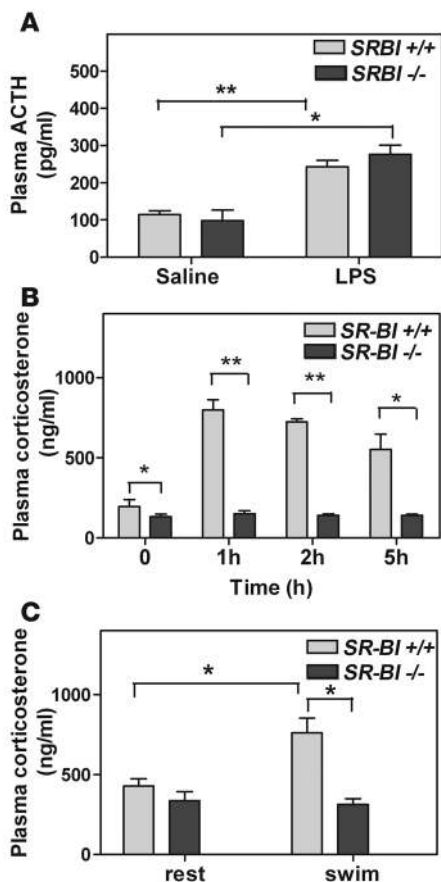 A
SRBI +/+
SRBI -/-
Plasma ACTH
(pg/ml)
500
400
300
200
100
0
**
*
Saline LPS
B
SR-BI +/+
SR-BI -/-
Plasma corticosterone
(ng/ml)
1000
500
0
*
**
**
*
0 1h 2h 5h
Time (h)
C
SR-BI +/+
SR-BI -/-
Plasma corticosterone
(ng/ml)
1000
500
0
*
*
rest swim